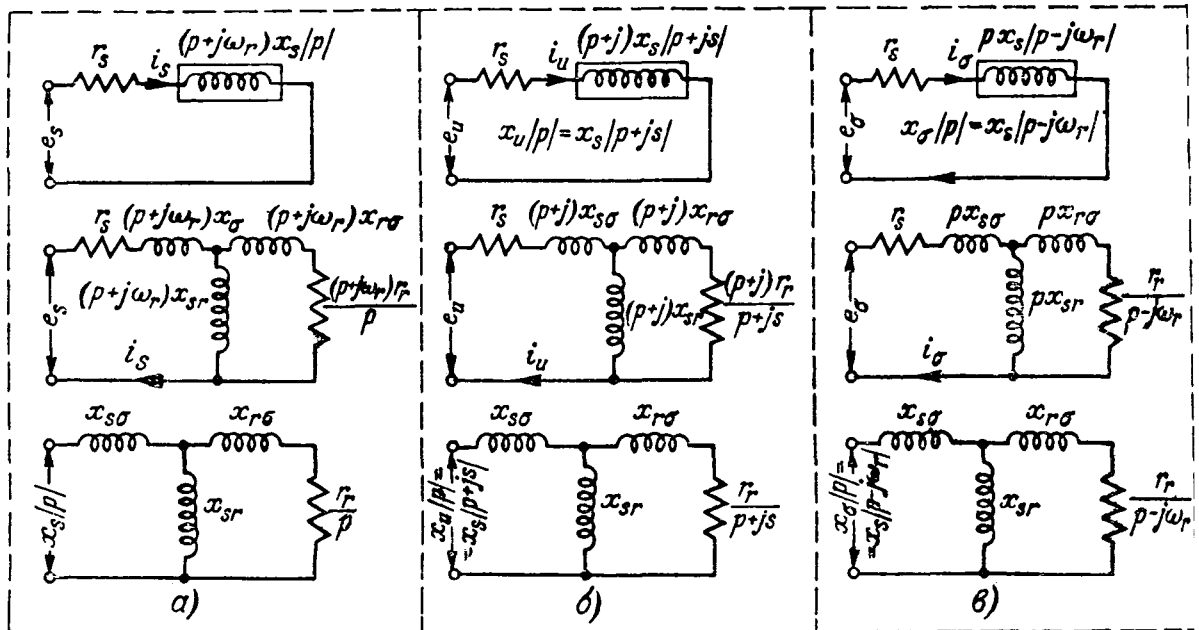 r_s i_s (p+jω_r)x_s|p|
e_s
r_s (p+jω_r)x_σ (p+jω_r)x_rσ
e_s
(p+jω_r)x_sr
(p+jω_r)r_r/p
i_s
x_sσ x_rσ
x_s|p|
x_sr
r_r/p
а)
r_s i_u (p+j)x_s|p+js|
e_u
x_u|p|=x_s|p+js|
r_s (p+j)x_sσ (p+j)x_rσ
e_u
(p+j)x_sr
(p+j)r_r/p+js
i_u
x_sσ x_rσ
x_u|p|=
=x_s|p+js|
x_sr
r_r/p+js
б)
r_s i_σ px_s|p-jω_r|
e_σ
x_σ|p|=x_s|p-jω_r|
r_s px_sσ px_rσ
e_σ
px_sr
r_r/p-jω_r
i_σ
x_sσ x_rσ
x_σ|p|=
=x_s|p-jω_r|
x_sr
r_r/p-jω_r
в)